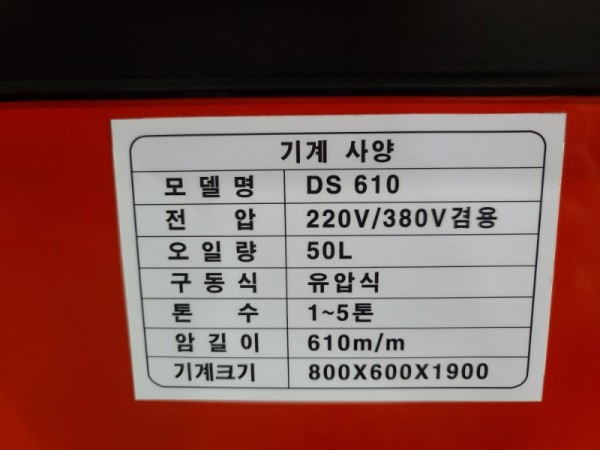 기계 사양
모델명 DS 610
전 압 220V/380V겸용
오일량 50L
구동식 유압식
톤 수 1~5톤
암길이 610m/m
기계크기 800X600X1900